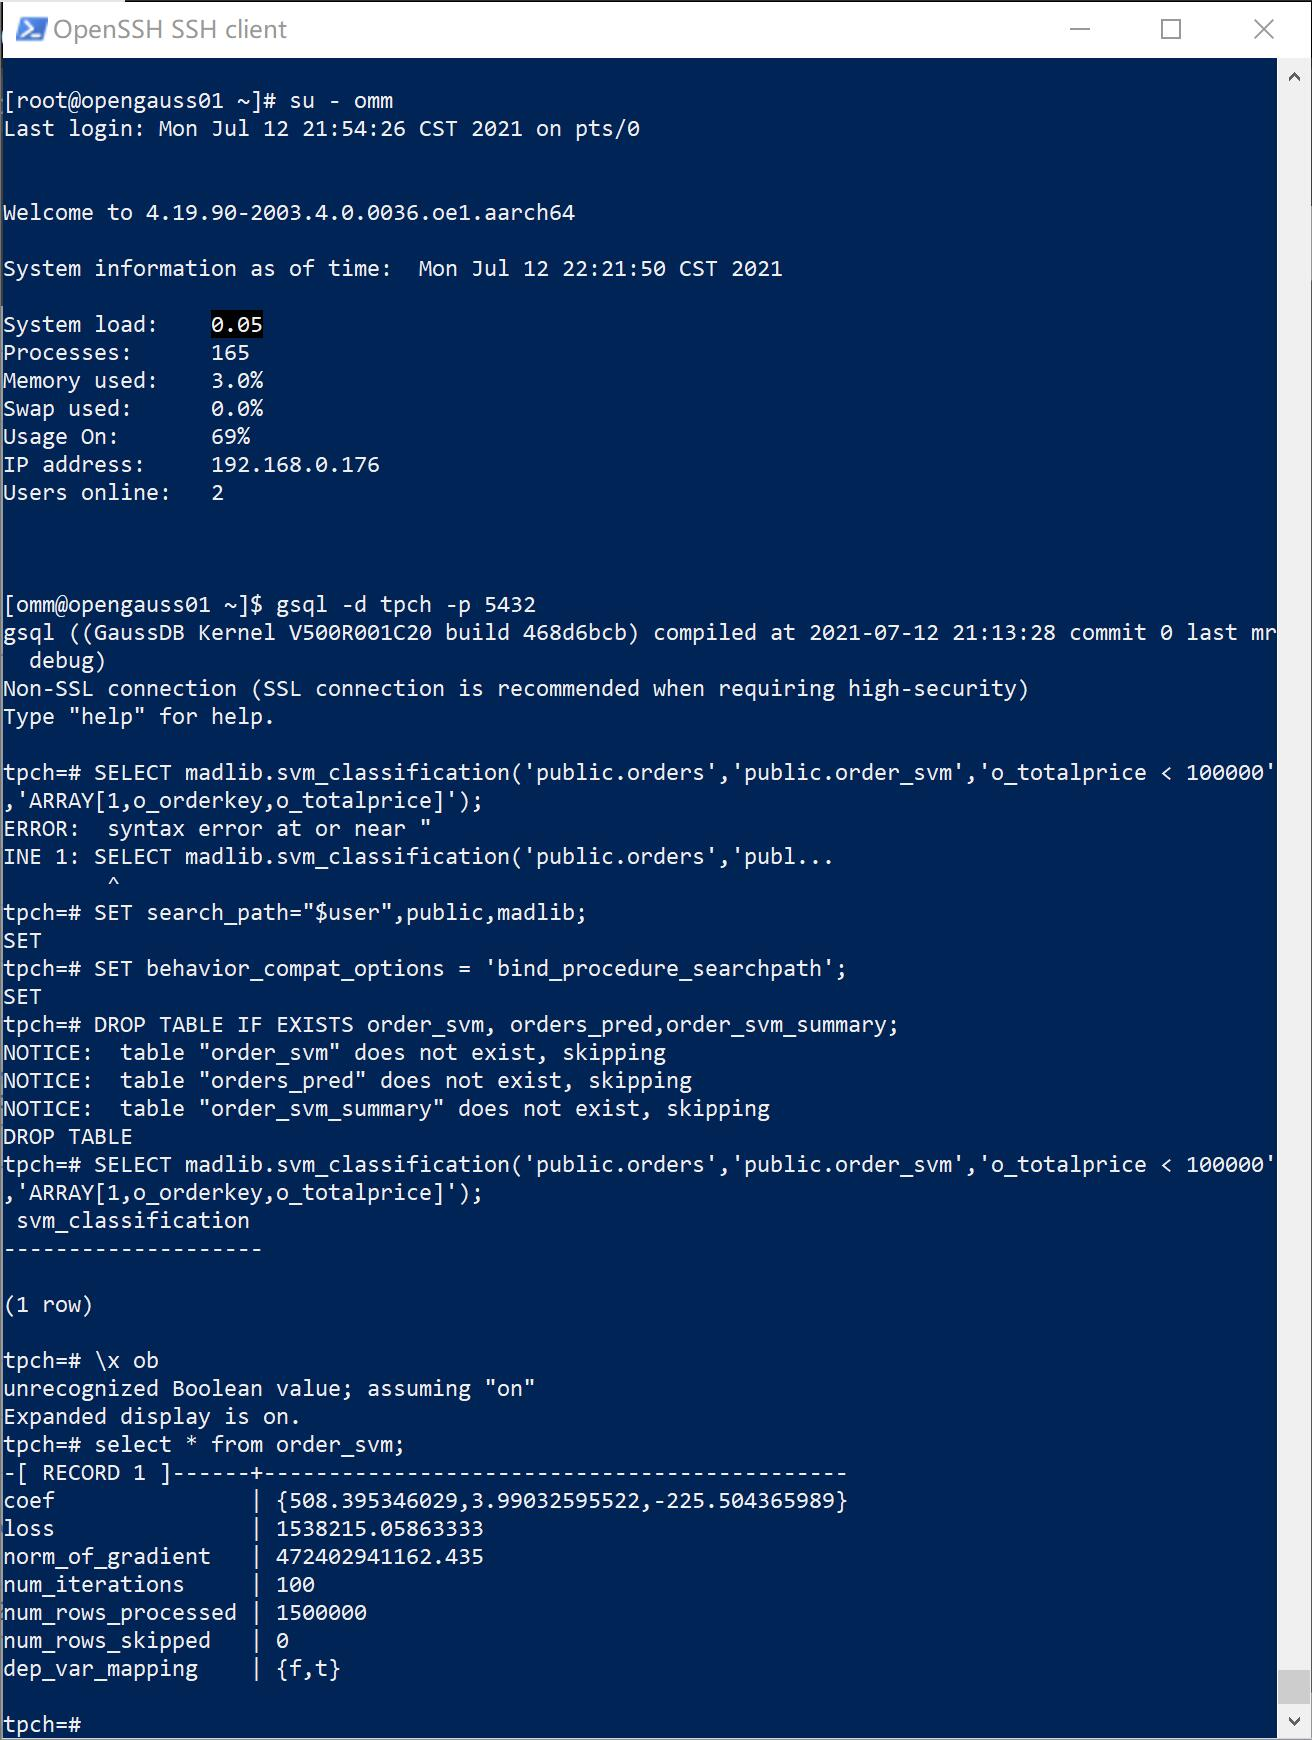 OpenSSH SSH client
[root@opengauss01 ~]# su - omm
Last login: Mon Jul 12 21:54:26 CST 2021 on pts/0
Welcome to 4.19.90-2003.4.0.0036.oe1.aarch64
System information as of time:  Mon Jul 12 22:21:50 CST 2021
System load:    0.05
Processes:      165
Memory used:    3.0%
Swap used:      0.0%
Usage On:       69%
IP address:     192.168.0.176
Users online:   2
[omm@opengauss01 ~]$ gsql -d tpch -p 5432
gsql ((GaussDB Kernel V500R001C20 build 468d6bcb) compiled at 2021-07-12 21:13:28 commit 0 last mr
  debug)
Non-SSL connection (SSL connection is recommended when requiring high-security)
Type "help" for help.
tpch=# SELECT madlib.svm_classification('public.orders','public.order_svm','o_totalprice < 100000'
,'ARRAY[1,o_orderkey,o_totalprice]');
ERROR:  syntax error at or near "
INE 1: SELECT madlib.svm_classification('public.orders','publ...
        ^
tpch=# SET search_path="$user",public,madlib;
SET
tpch=# SET behavior_compat_options = 'bind_procedure_searchpath';
SET
tpch=# DROP TABLE IF EXISTS order_svm, orders_pred,order_svm_summary;
NOTICE:  table "order_svm" does not exist, skipping
NOTICE:  table "orders_pred" does not exist, skipping
NOTICE:  table "order_svm_summary" does not exist, skipping
DROP TABLE
tpch=# SELECT madlib.svm_classification('public.orders','public.order_svm','o_totalprice < 100000'
,'ARRAY[1,o_orderkey,o_totalprice]');
 svm_classification
--------------------
(1 row)
tpch=# \x ob
unrecognized Boolean value; assuming "on"
Expanded display is on.
tpch=# select * from order_svm;
-[ RECORD 1 ]------+---------------------------------------------
coef               | {508.395346029,3.99032595522,-225.504365989}
loss               | 1538215.05863333
norm_of_gradient   | 472402941162.435
num_iterations     | 100
num_rows_processed | 1500000
num_rows_skipped   | 0
dep_var_mapping    | {f,t}
tpch=#